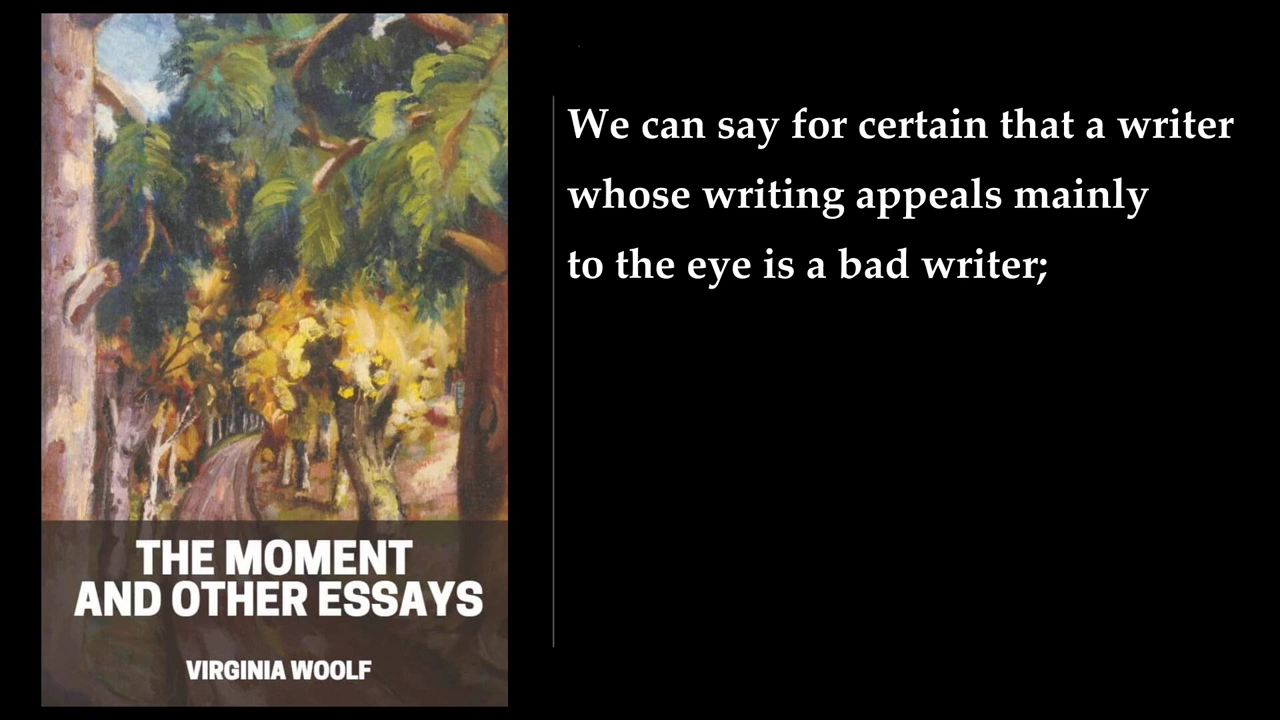 THE MOMENT
AND OTHER ESSAYS
VIRGINIA WOOLF
We can say for certain that a writer
whose writing appeals mainly
to the eye is a bad writer;